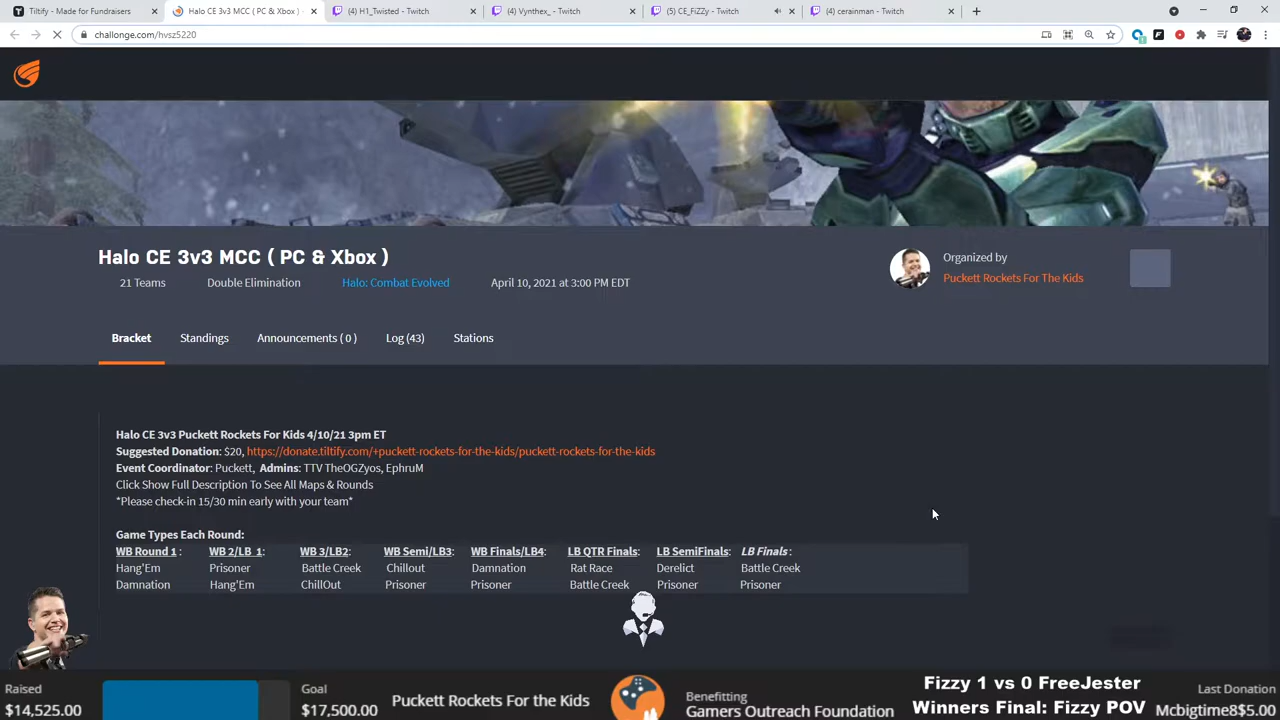 Tiltify - Made for Fundraisers
Halo CE 3v3 MCC ( PC & Xbox ) -
(4) H1_Twisted - Twitch
(4) Vynthex_ - Twitch
(5) CE_FiZZy - Twitch
(4) cerainman - Twitch
challonge.com/hvsz5220
Halo CE 3v3 MCC ( PC & Xbox )
21 Teams Double Elimination Halo: Combat Evolved April 10, 2021 at 3:00 PM EDT
Organized by
Puckett Rockets For The Kids
Bracket Standings Announcements ( 0 ) Log (43) Stations
Halo CE 3v3 Puckett Rockets For Kids 4/10/21 3pm ET
Suggested Donation: $20, https://donate.tiltify.com/+puckett-rockets-for-the-kids/puckett-rockets-for-the-kids
Event Coordinator: Puckett, Admins: TTV TheOGZyos, EphruM
Click Show Full Description To See All Maps & Rounds
*Please check-in 15/30 min early with your team*
Game Types Each Round:
WB Round 1 : WB 2/LB 1: WB 3/LB2: WB Semi/LB3: WB Finals/LB4: LB QTR Finals: LB SemiFinals: LB Finals :
Hang'Em Prisoner Battle Creek Chillout Damnation Rat Race Derelict Battle Creek
Damnation Hang'Em ChillOut Prisoner Prisoner Battle Creek Prisoner Prisoner
Raised
$14,525.00
Goal
$17,500.00
Puckett Rockets For the Kids
Benefitting
Gamers Outreach Foundation
Fizzy 1 vs 0 FreeJester
Winners Final: Fizzy POV
Last Donation
Mcbigtime8$5.00